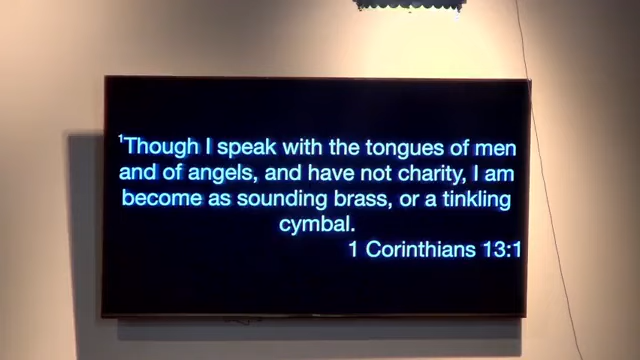 ¹Though I speak with the tongues of men
and of angels, and have not charity, I am
become as sounding brass, or a tinkling
cymbal.
1 Corinthians 13:1